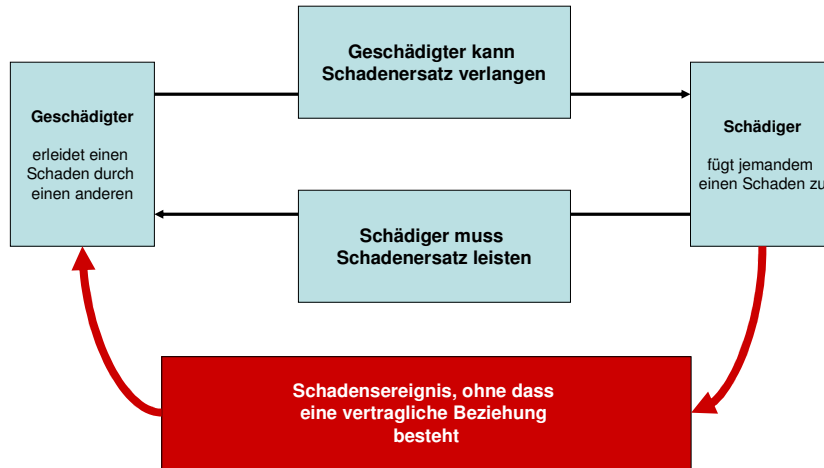 Geschädigter kann
Schadenersatz verlangen
Geschädigter
erleidet einen
Schaden durch
einen anderen
Schädiger
fügt jemandem
einen Schaden zu
Schädiger muss
Schadenersatz leisten
Schadensereignis, ohne dass
eine vertragliche Beziehung
besteht